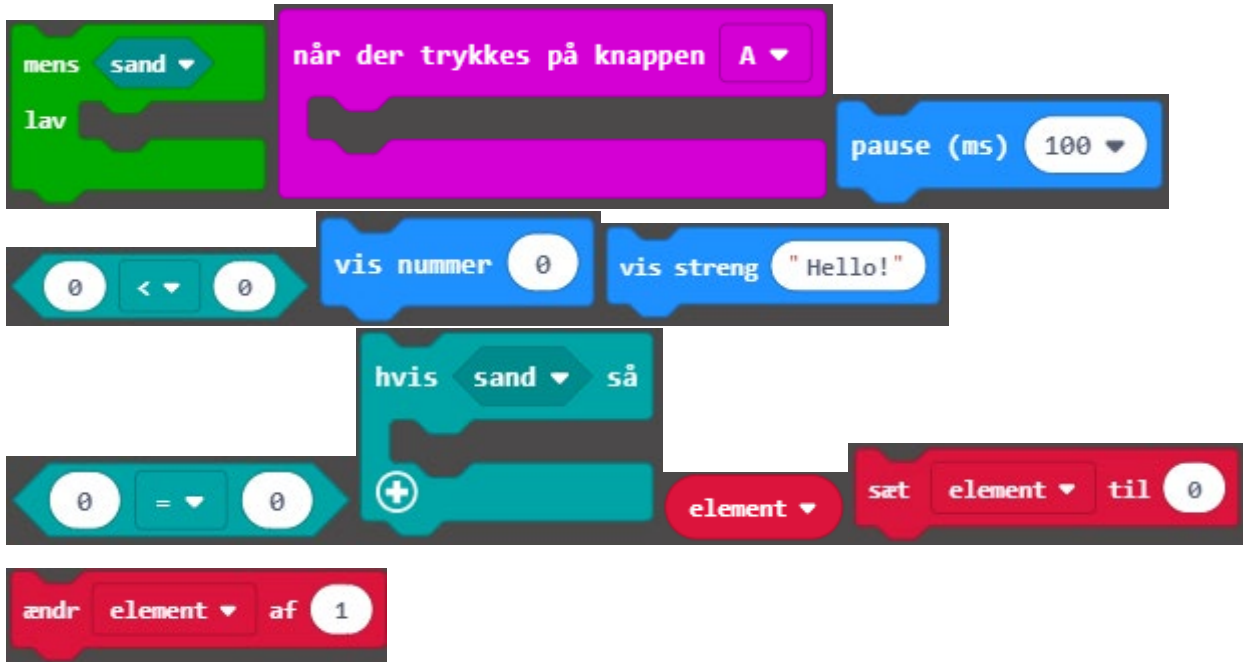 mens sand
lav
når der trykkes på knappen A
pause (ms) 100
0 < 0
vis nummer 0
vis streng "Hello!"
0 = 0
hvis sand så
element
sæt element til 0
ændr element af 1